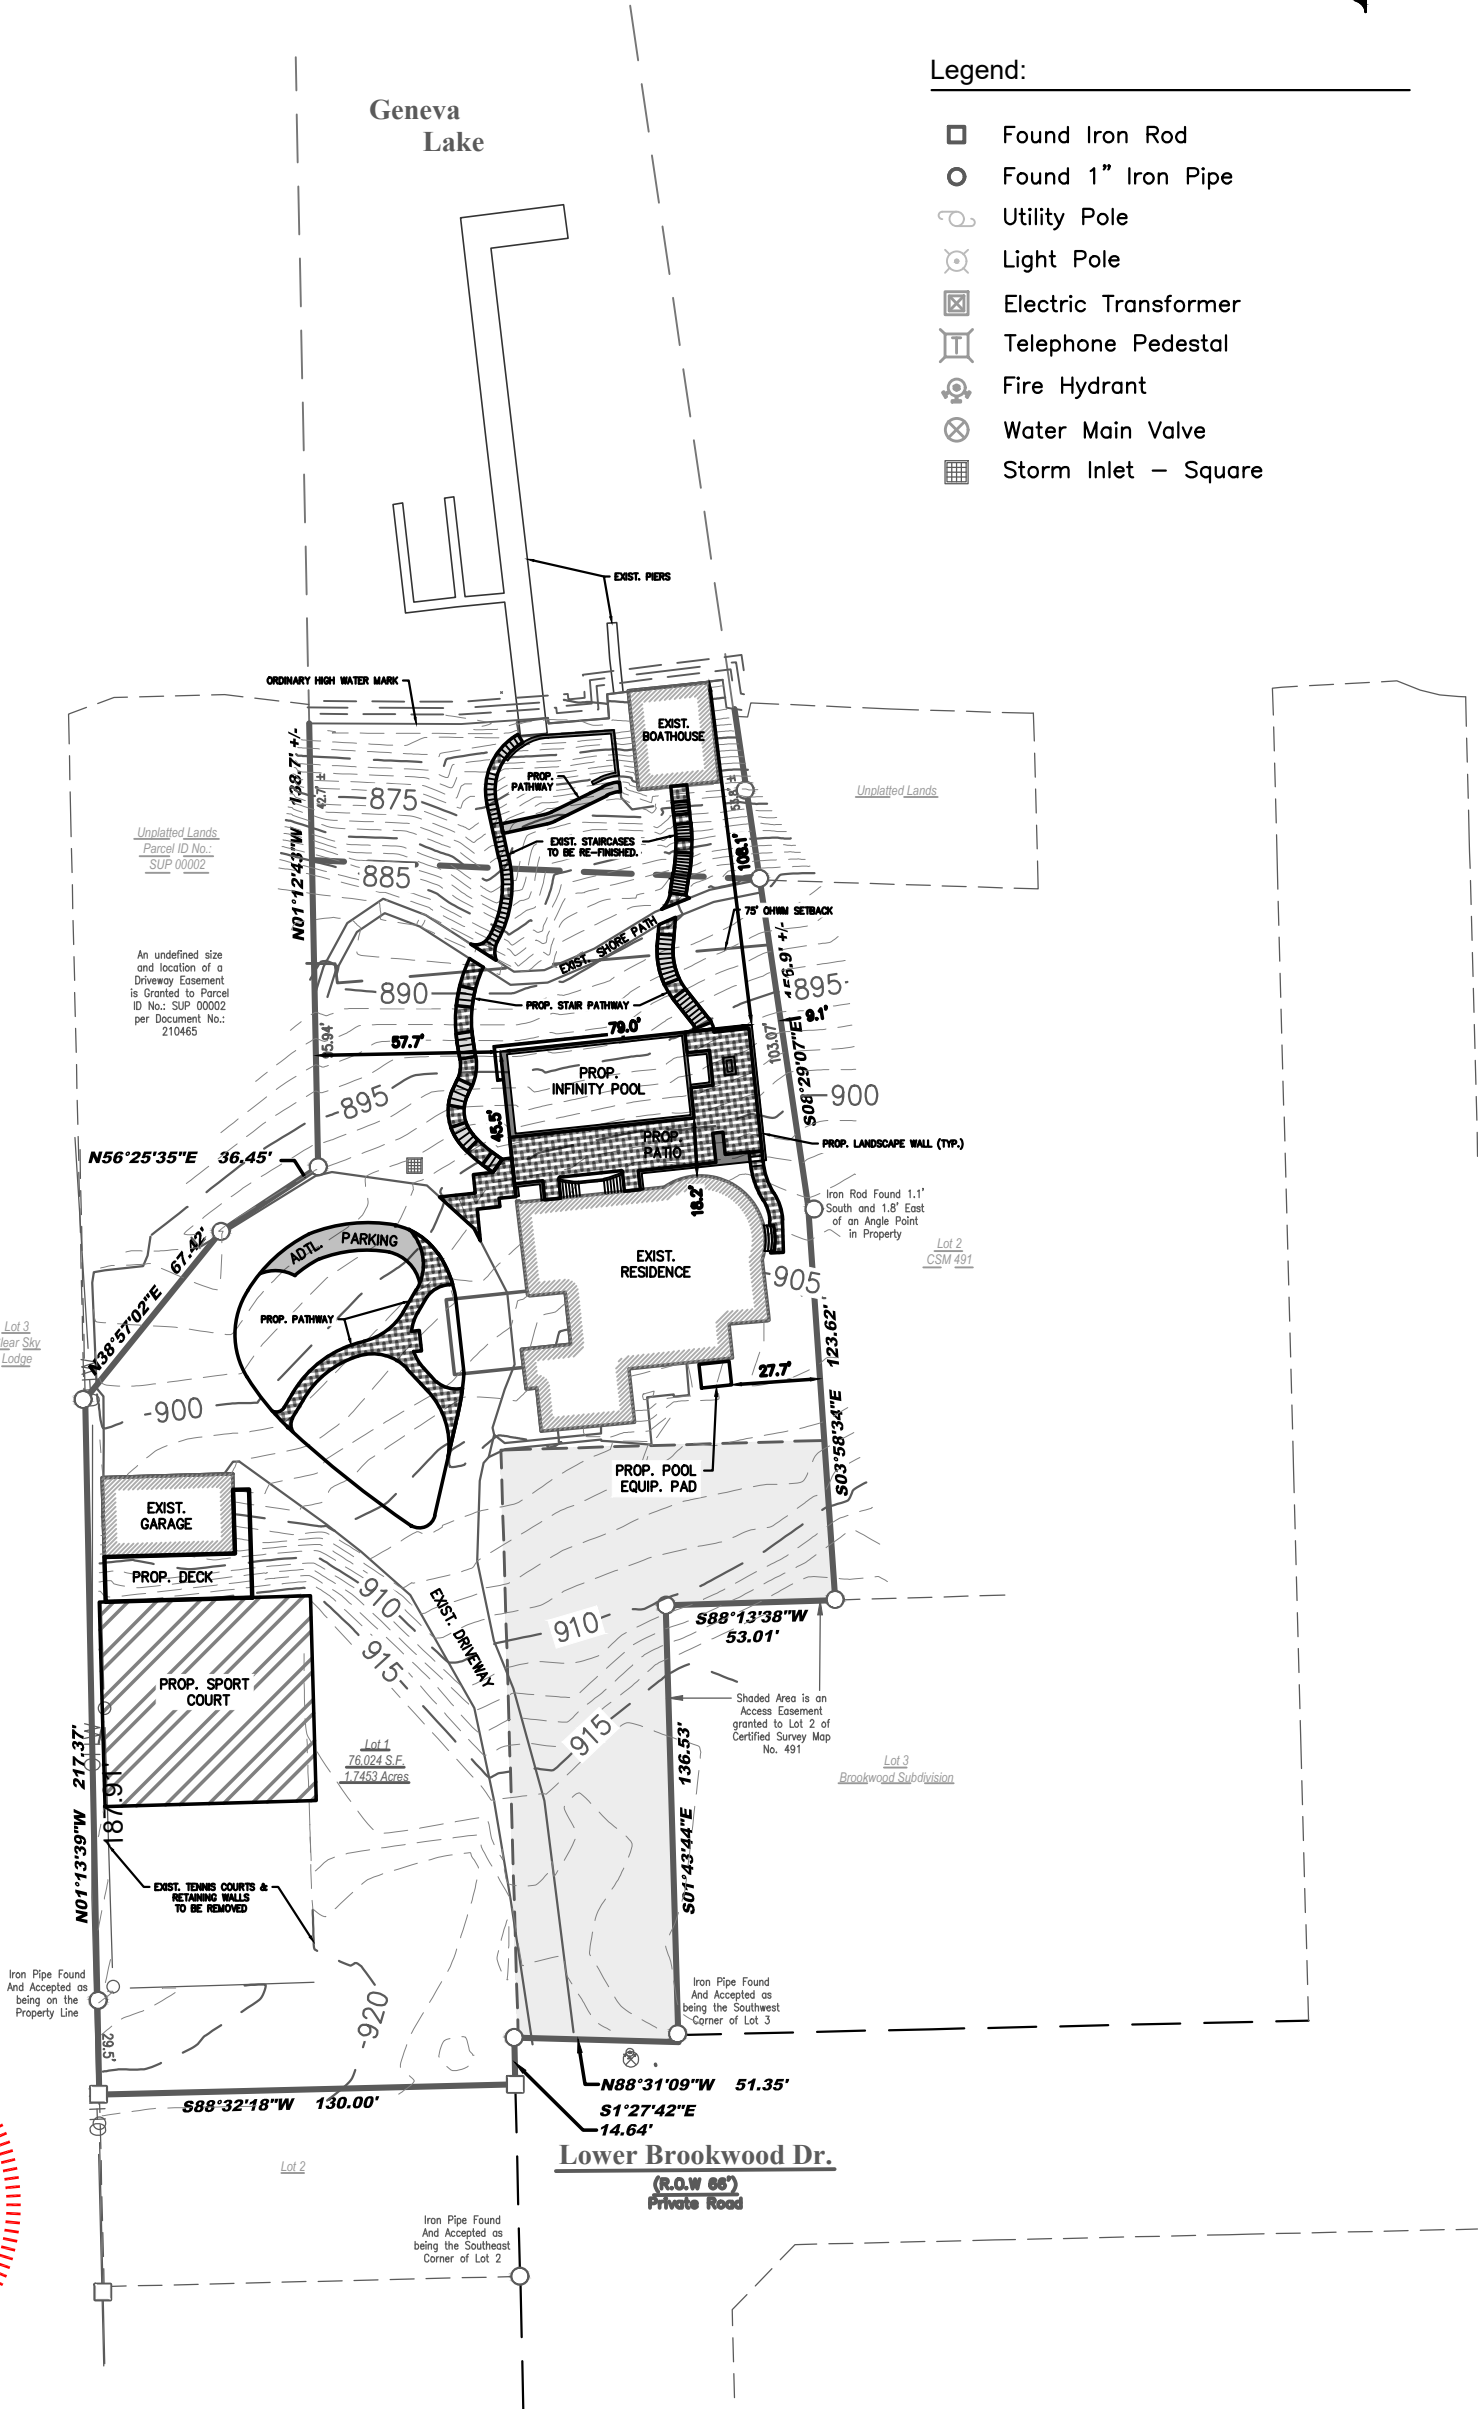 Legend:
Found Iron Rod
Found 1" Iron Pipe
Utility Pole
Light Pole
Electric Transformer
T
Telephone Pedestal
Fire Hydrant
Water Main Valve
Storm Inlet - Square
Geneva
Lake
EXIST. PIERS
ORDINARY HIGH WATER MARK
EXIST.
BOATHOUSE
PROP.
PATHWAY
N01°12'43"W 138.7' +/-
875
Unplatted Lands
Unplatted Lands
Parcel ID No.:
SUP 00002
EXIST. STAIRCASES
TO BE RE-FINISHED.
108.1'
885
75' OHWM SETBACK
EXIST. SHORE PATH
An undefined size
and location of a
Driveway Easement
is Granted to Parcel
ID No.: SUP 00002
per Document No.:
210465
890
895
PROP. STAIR PATHWAY
9.1'
79.0'
57.7'
95.94'
103.07'
S08°29'07"E
PROP.
INFINITY POOL
895
900
45.5'
PROP.
PATIO
PROP. LANDSCAPE WALL (TYP.)
N56°25'35"E 36.45'
18.2'
Iron Rod Found 1.1'
South and 1.8' East
of an Angle Point
in Property
ADTL. PARKING
Lot 2
CSM 491
EXIST.
RESIDENCE
905
N38°57'02"E 67.42'
PROP. PATHWAY
Lot 3
lear Sky
Lodge
S03°58'34"E 123.62'
27.7'
900
PROP. POOL
EQUIP. PAD
EXIST.
GARAGE
PROP. DECK
910
EXIST. DRIVEWAY
910
S88°13'38"W
53.01'
915
PROP. SPORT
COURT
Shaded Area is an
Access Easement
granted to Lot 2 of
Certified Survey Map
No. 491
915
Lot 1
76,024 S.F.
1.7453 Acres
Lot 3
Brookwood Subdivision
N01°13'39"W 217.37'
187.91'
S01°43'44"E 136.53'
EXIST. TENNIS COURTS &
RETAINING WALLS
TO BE REMOVED
Iron Pipe Found
And Accepted as
being on the
Property Line
920
Iron Pipe Found
And Accepted as
being the Southwest
Corner of Lot 3
29.5'
N88°31'09"W 51.35'
S88°32'18"W 130.00'
S1°27'42"E
14.64'
Lower Brookwood Dr.
(R.O.W 66')
Private Road
Lot 2
Iron Pipe Found
And Accepted as
being the Southeast
Corner of Lot 2